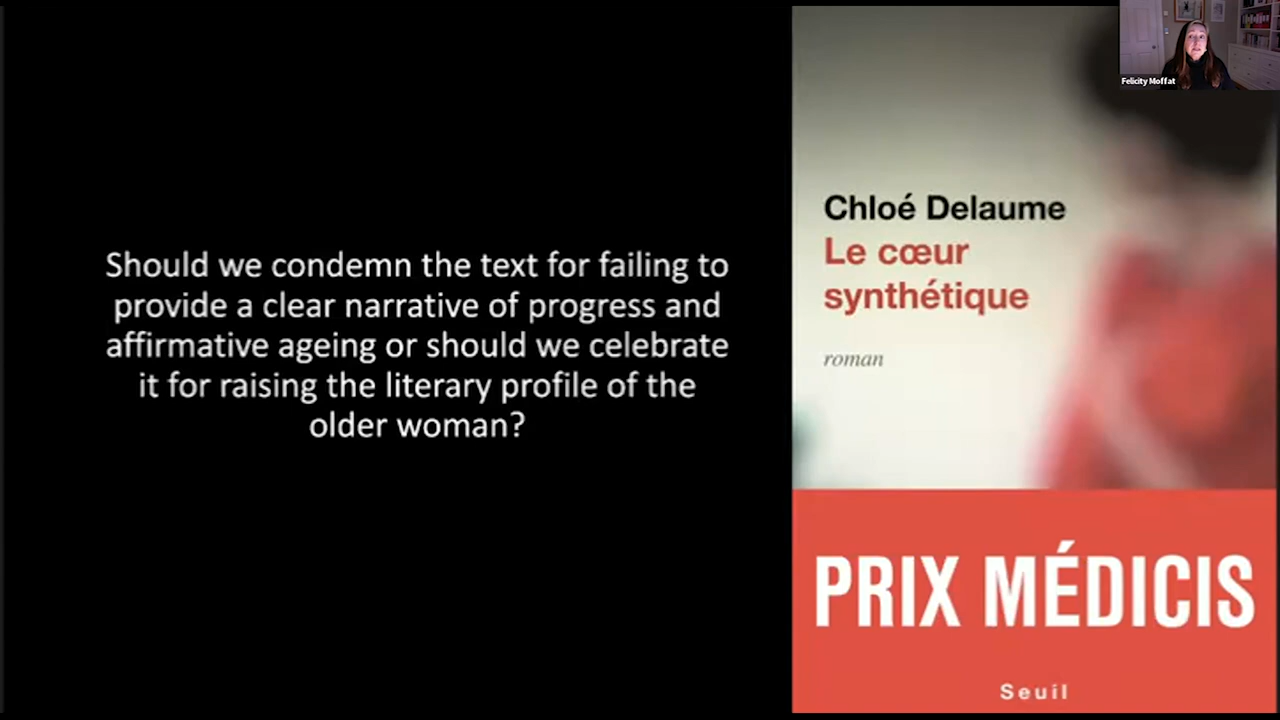 Should we condemn the text for failing to
provide a clear narrative of progress and
affirmative ageing or should we celebrate
it for raising the literary profile of the
older woman?
Chloé Delaume
Le cœur
synthétique
roman
PRIX MÉDICIS
Seuil
Felicity Moffat